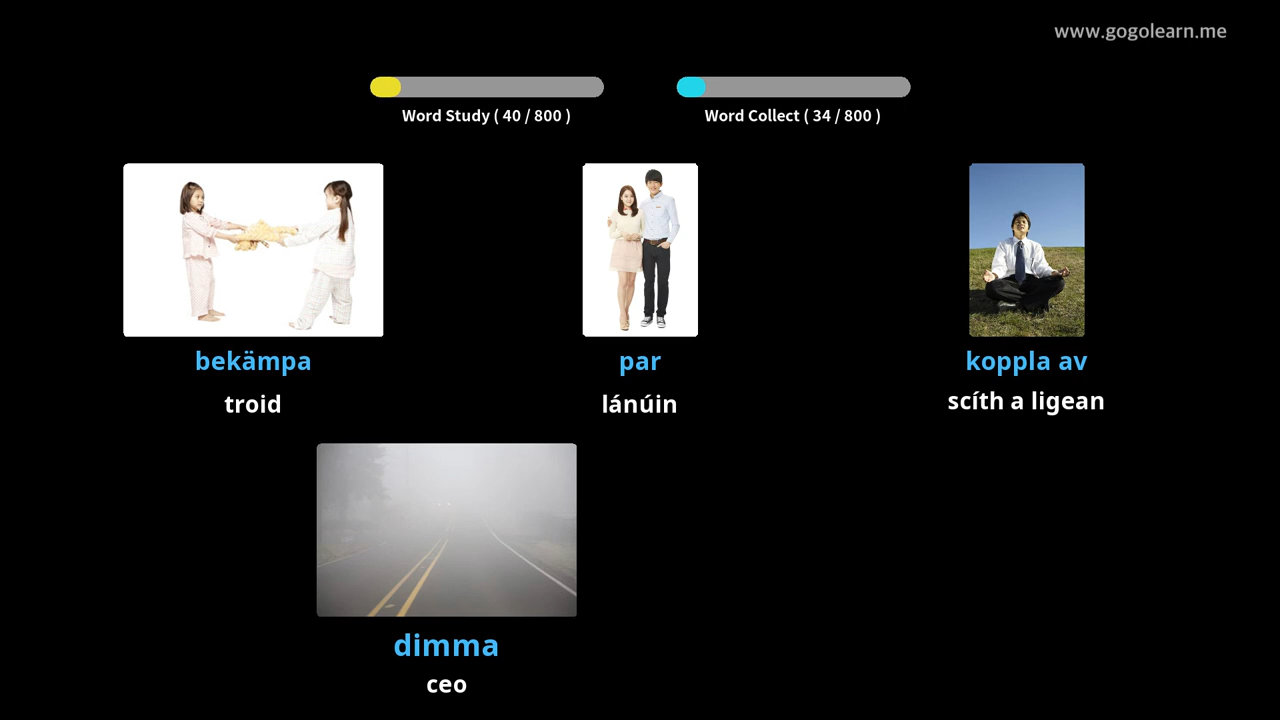 www.gogolearn.me
Word Study ( 40 / 800 )
Word Collect ( 34 / 800 )
bekämpa
troid
par
lánúin
koppla av
scíth a ligean
dimma
ceo